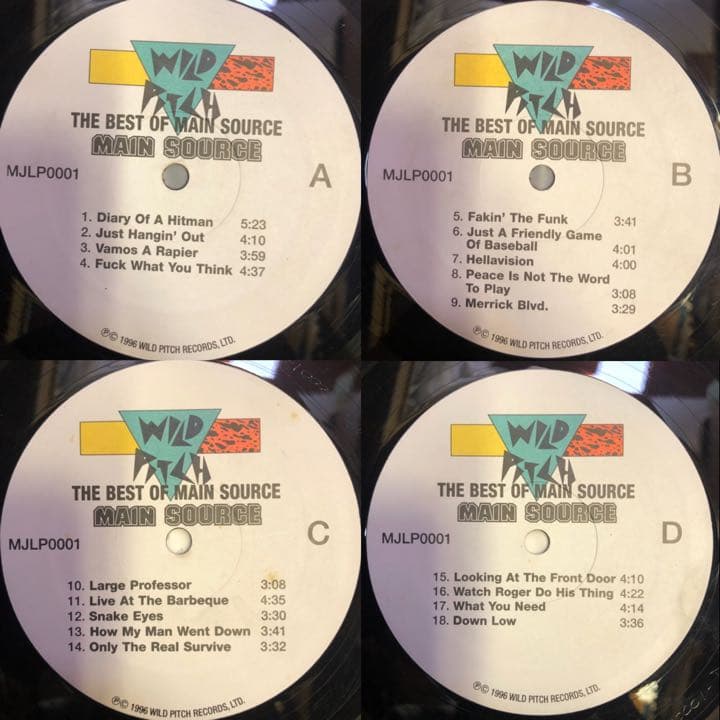 WILD
PITCH
THE BEST OF MAIN SOURCE
MAIN SOURCE
MJLP0001
A
1. Diary Of A Hitman 5:23
2. Just Hangin' Out 4:10
3. Vamos A Rapier 3:59
4. Fuck What You Think 4:37
℗© 1996 WILD PITCH RECORDS, LTD.
WILD
PITCH
THE BEST OF MAIN SOURCE
MAIN SOURCE
MJLP0001
B
5. Fakin' The Funk 3:41
6. Just A Friendly Game
Of Baseball 4:01
7. Hellavision 4:00
8. Peace Is Not The Word
To Play 3:08
9. Merrick Blvd. 3:29
℗© 1996 WILD PITCH RECORDS, LTD.
WILD
PITCH
THE BEST OF MAIN SOURCE
MAIN SOURCE
MJLP0001
C
10. Large Professor 3:08
11. Live At The Barbeque 4:35
12. Snake Eyes 3:30
13. How My Man Went Down 3:41
14. Only The Real Survive 3:32
℗© 1996 WILD PITCH RECORDS, LTD.
WILD
PITCH
THE BEST OF MAIN SOURCE
MAIN SOURCE
MJLP0001
D
15. Looking At The Front Door 4:10
16. Watch Roger Do His Thing 4:22
17. What You Need 4:14
18. Down Low 3:36
℗© 1996 WILD PITCH RECORDS, LTD.